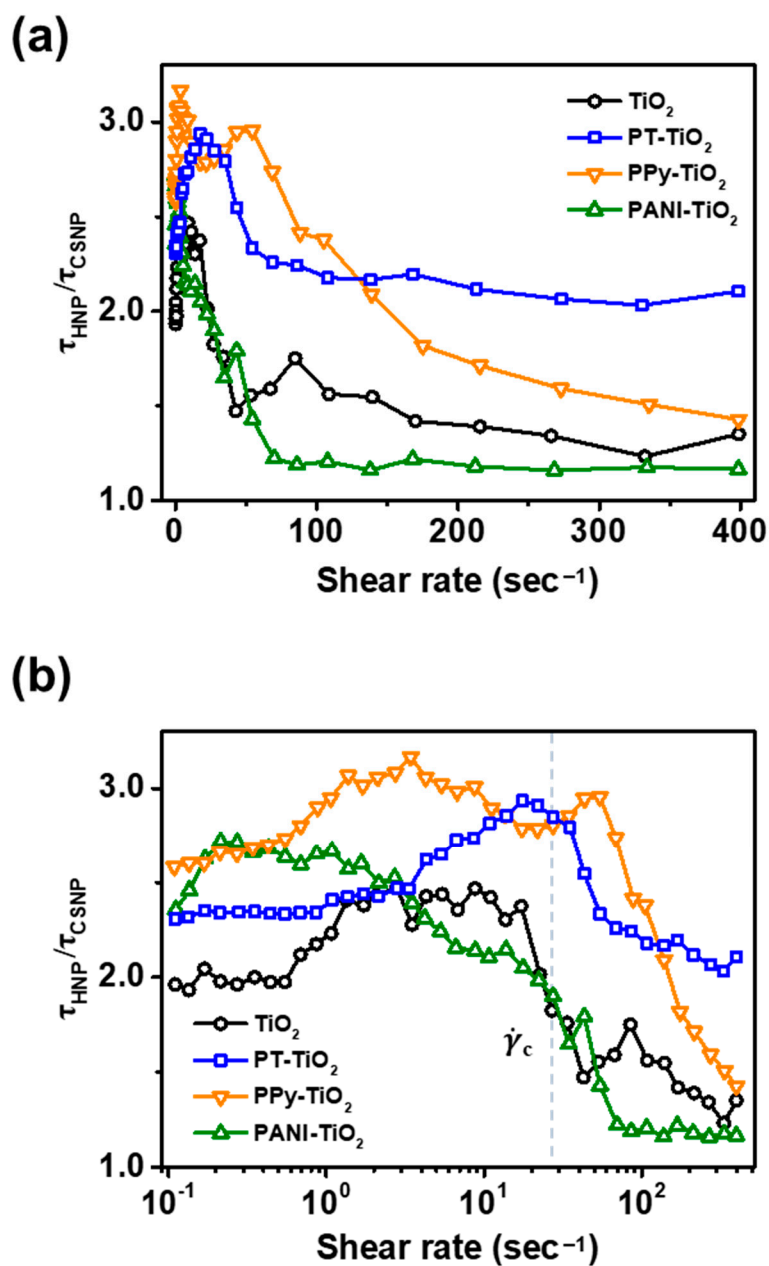 (a)
τHNP/τCSNP
3.0
2.0
1.0
TiO2
PT-TiO2
PPy-TiO2
PANI-TiO2
0 100 200 300 400
Shear rate (sec−1)
(b)
τHNP/τCSNP
3.0
2.0
1.0
γ̇c
TiO2
PT-TiO2
PPy-TiO2
PANI-TiO2
10-1 100 101 102
Shear rate (sec−1)